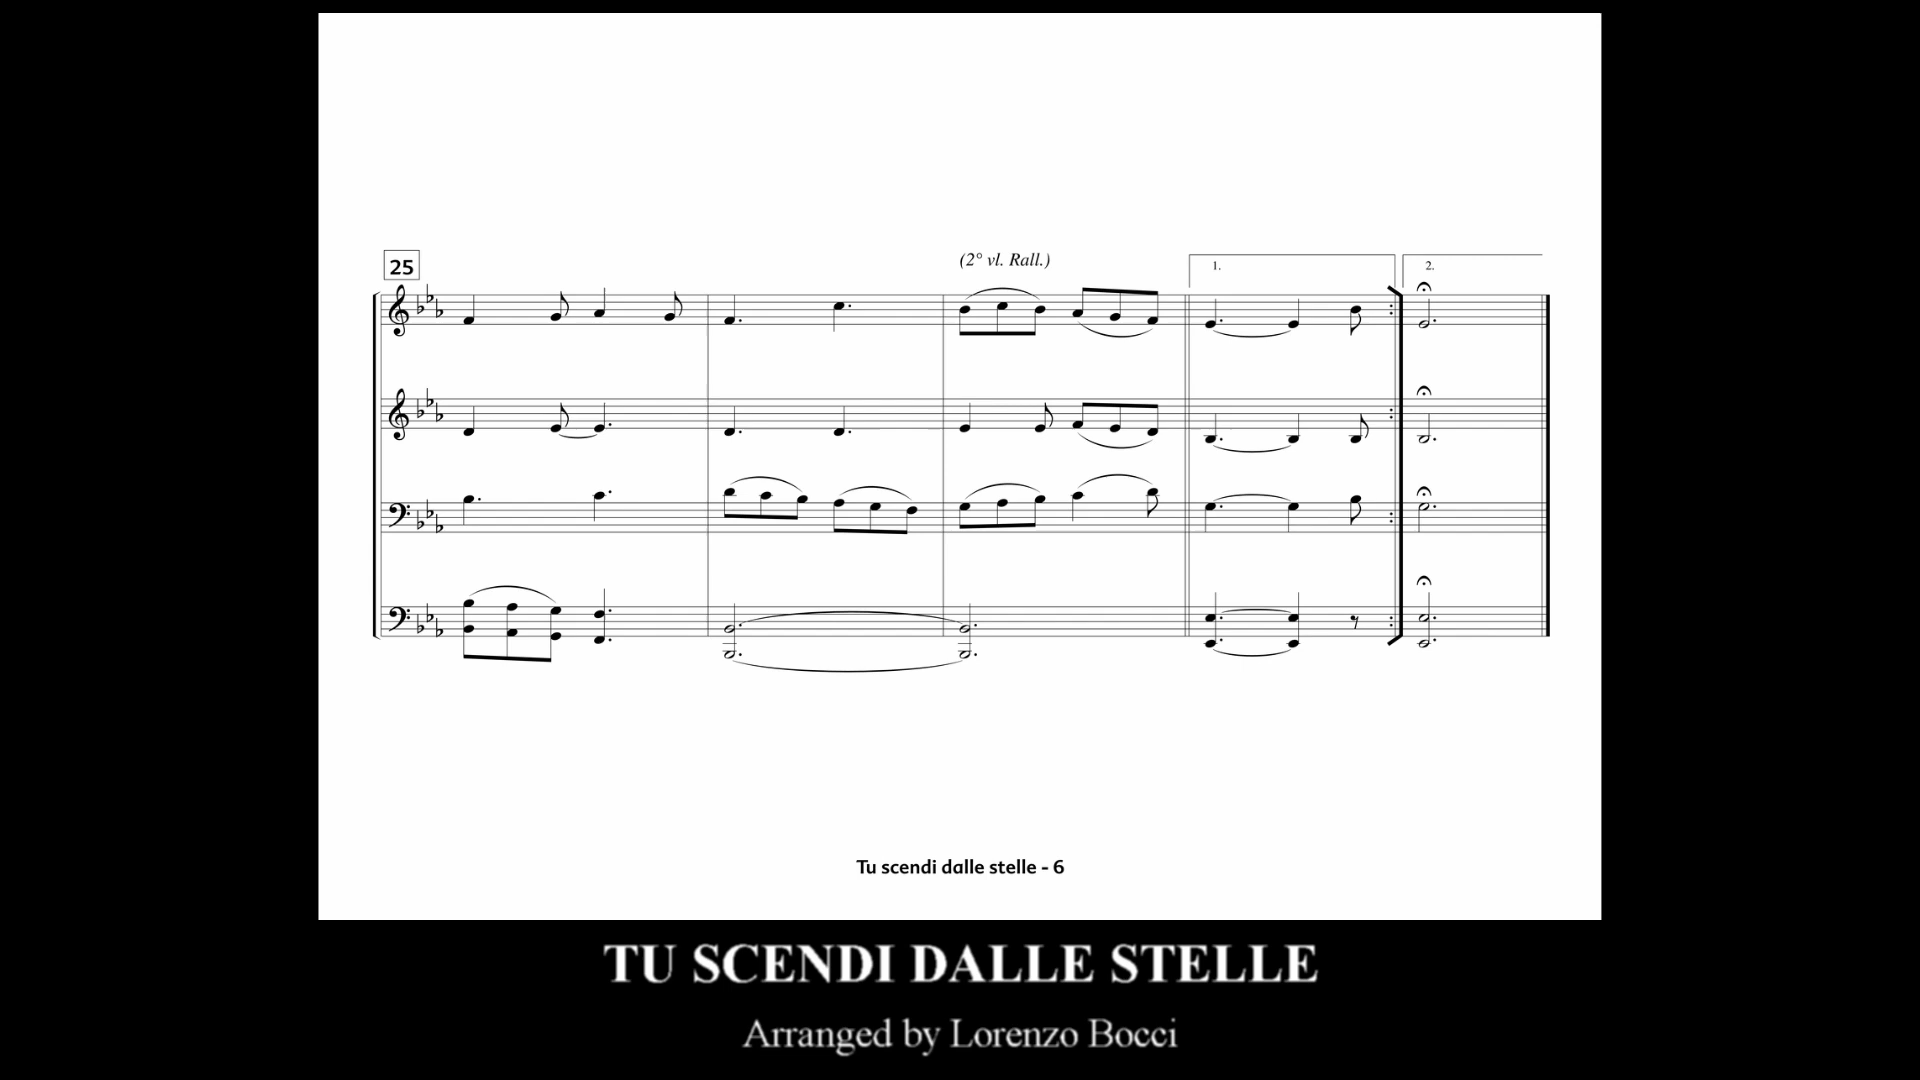 25
(2° vl. Rall.)
1.
2.
Tu scendi dalle stelle - 6
TU SCENDI DALLE STELLE
Arranged by Lorenzo Bocci